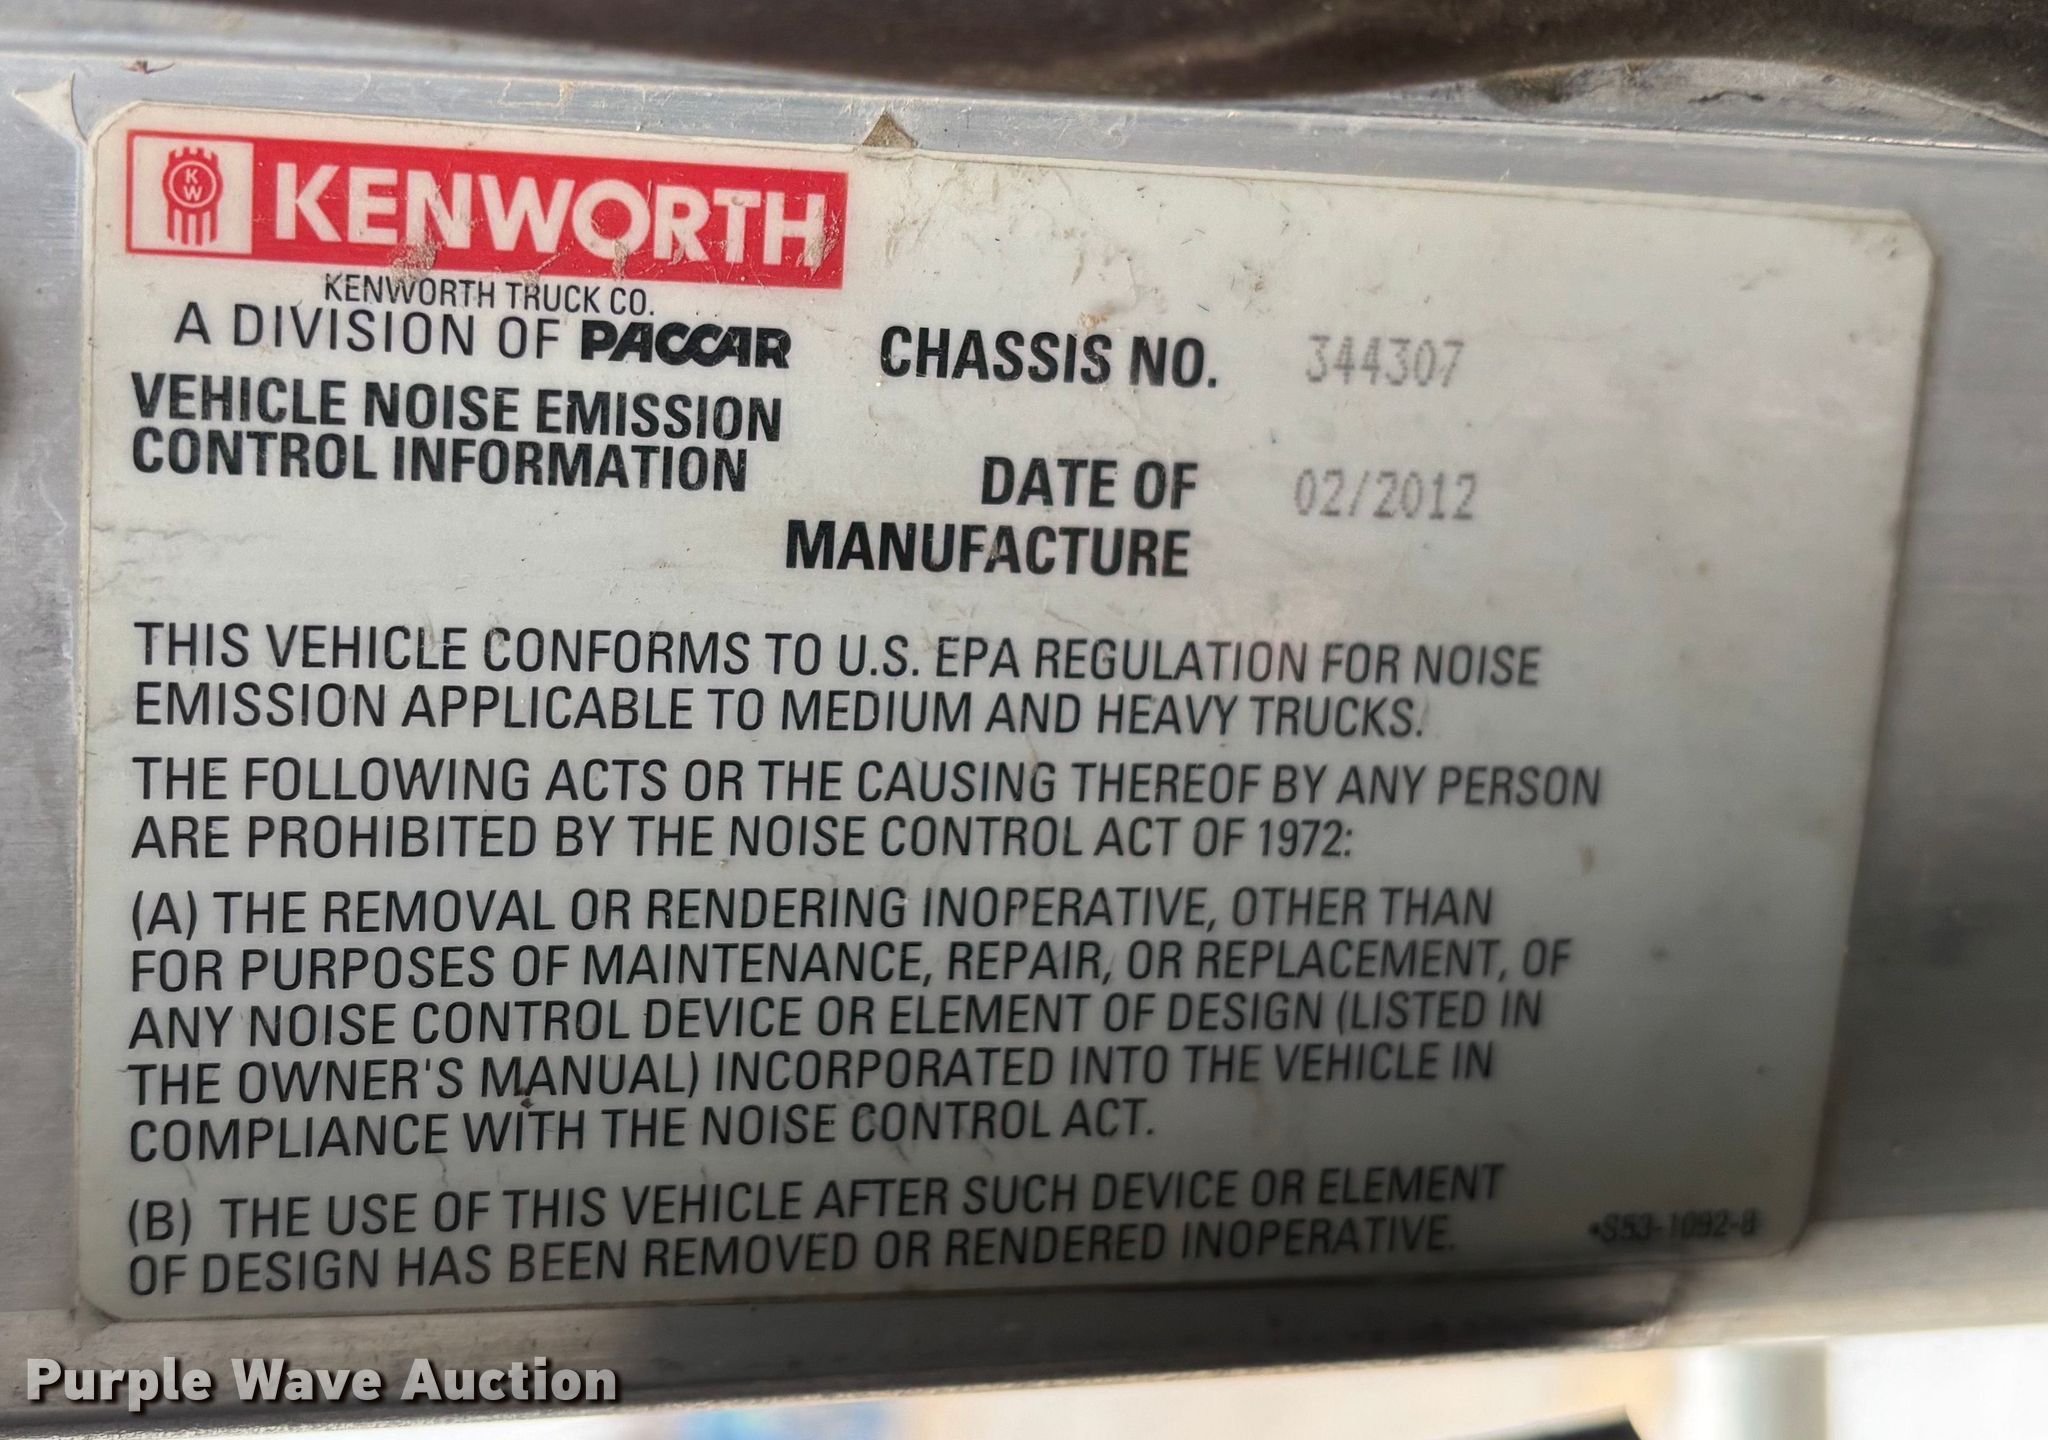 KW
KENWORTH
KENWORTH TRUCK CO.
A DIVISION OF PACCAR
VEHICLE NOISE EMISSION
CONTROL INFORMATION
CHASSIS NO. 344307
DATE OF 02/2012
MANUFACTURE
THIS VEHICLE CONFORMS TO U.S. EPA REGULATION FOR NOISE
EMISSION APPLICABLE TO MEDIUM AND HEAVY TRUCKS.
THE FOLLOWING ACTS OR THE CAUSING THEREOF BY ANY PERSON
ARE PROHIBITED BY THE NOISE CONTROL ACT OF 1972:
(A) THE REMOVAL OR RENDERING INOPERATIVE, OTHER THAN
FOR PURPOSES OF MAINTENANCE, REPAIR, OR REPLACEMENT, OF
ANY NOISE CONTROL DEVICE OR ELEMENT OF DESIGN (LISTED IN
THE OWNER'S MANUAL) INCORPORATED INTO THE VEHICLE IN
COMPLIANCE WITH THE NOISE CONTROL ACT.
(B) THE USE OF THIS VEHICLE AFTER SUCH DEVICE OR ELEMENT
OF DESIGN HAS BEEN REMOVED OR RENDERED INOPERATIVE.
•S53-1092-8
Purple Wave Auction